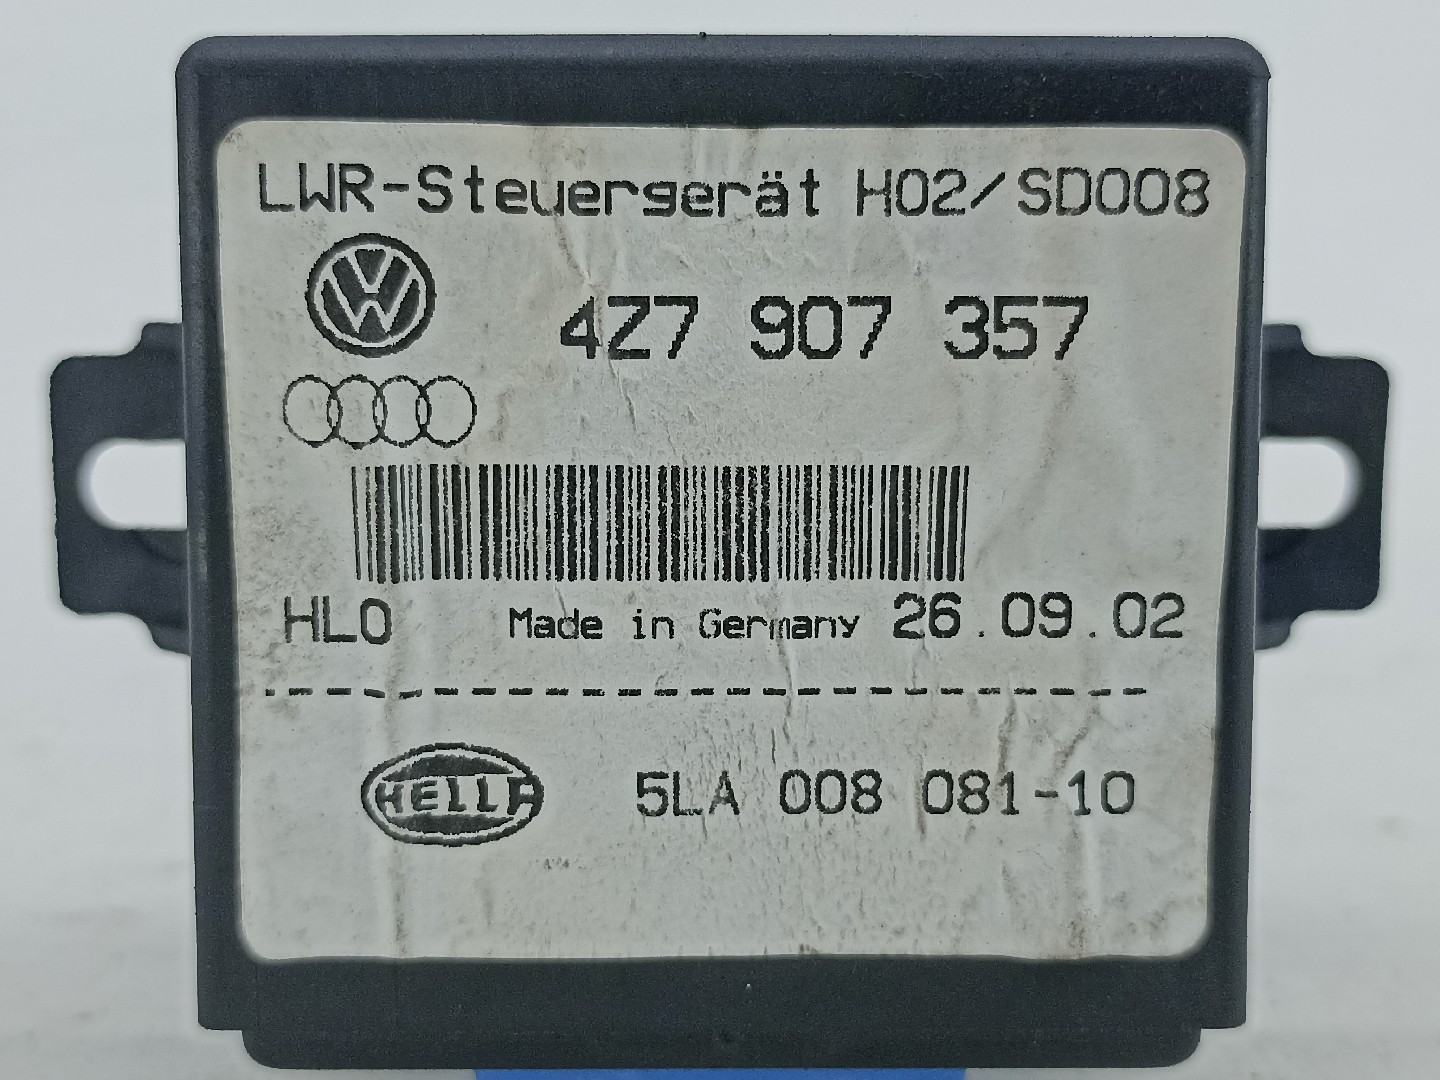 LWR-Steuergerät H02/SD008
4Z7 907 357
HLO Made in Germany 26.09.02
HELLA 5LA 008 081-10